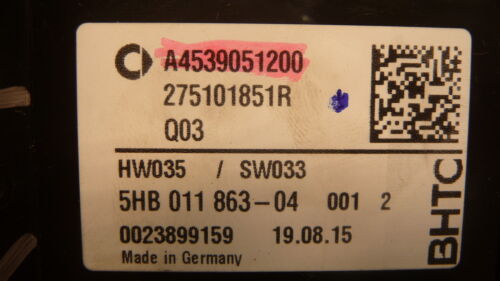 A4539051200
275101851R
Q03
HW035 / SW033
5HB 011 863-04 001 2
0023899159 19.08.15
Made in Germany
BHTC